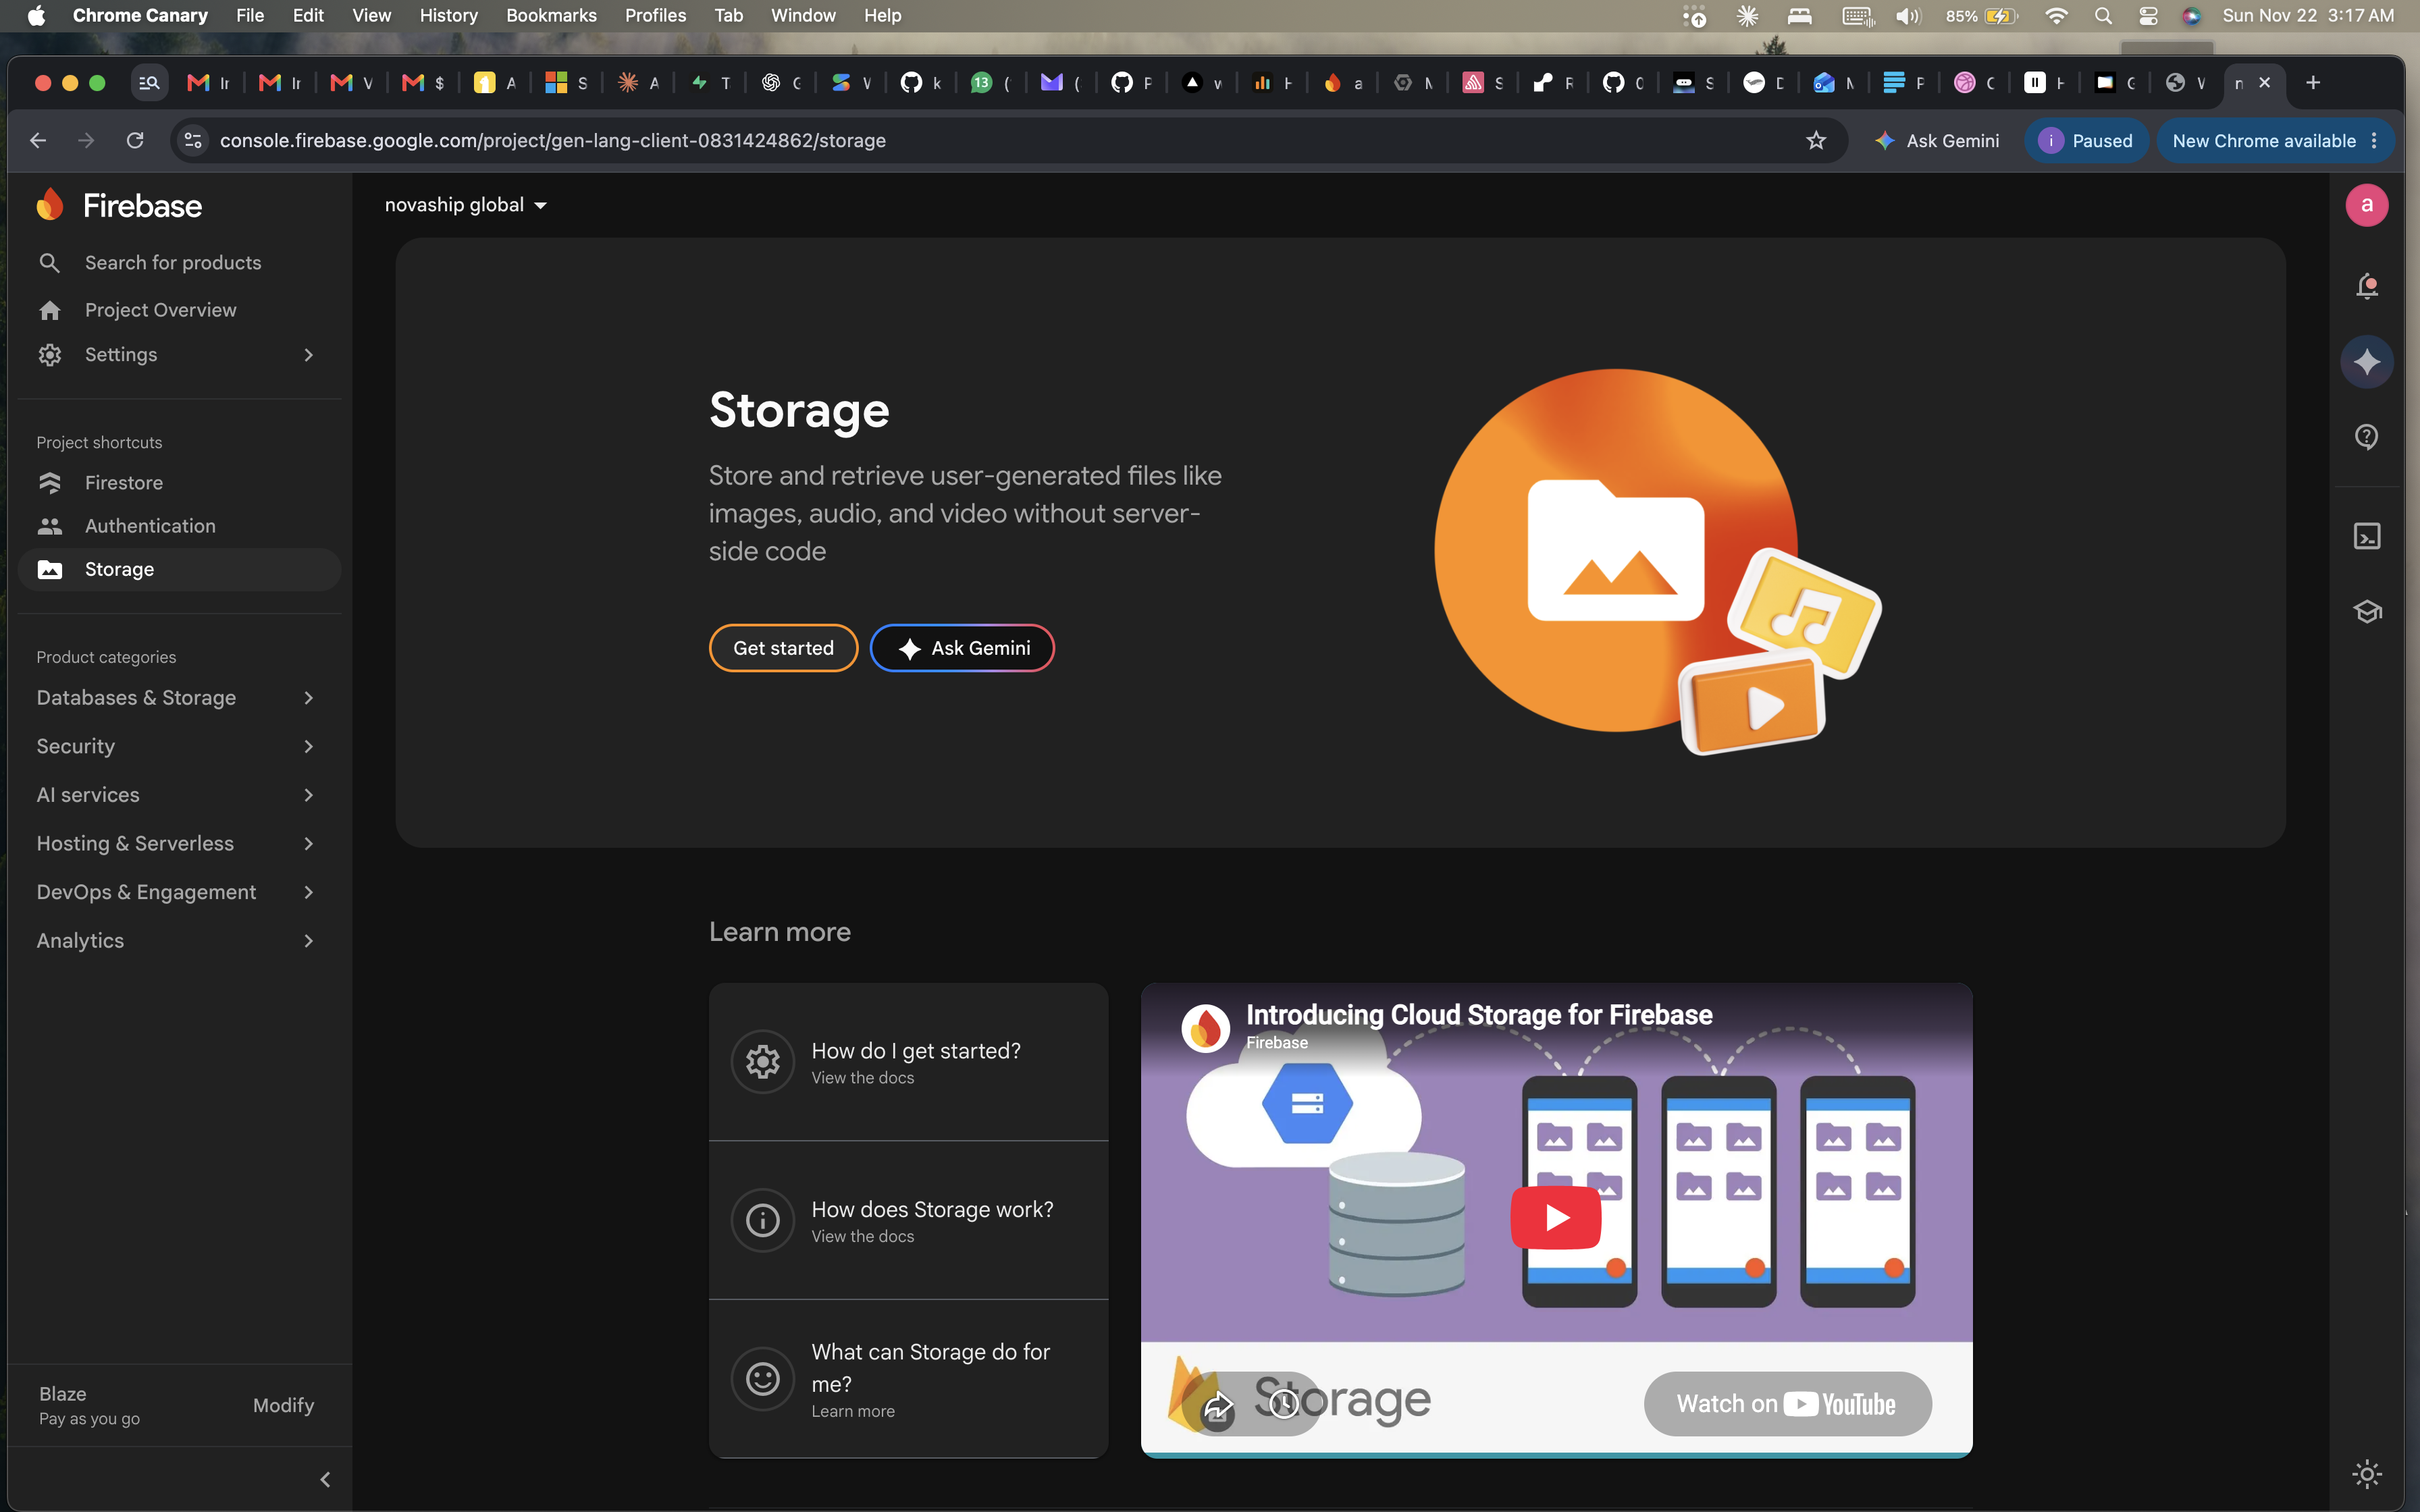 Chrome Canary File Edit View History Bookmarks Profiles Tab Window Help 85% Sun Nov 22 3:17 AM
Ir Ir V $ A S A T G V k 13 ( ( P w H a M S R 0 S D M P C H G V n
console.firebase.google.com/project/gen-lang-client-0831424862/storage Ask Gemini i Paused New Chrome available
Firebase
novaship global
a
Search for products
Project Overview
Settings
Project shortcuts
Firestore
Authentication
Storage
Product categories
Databases & Storage
Security
AI services
Hosting & Serverless
DevOps & Engagement
Analytics
Blaze
Pay as you go
Modify
Storage
Store and retrieve user-generated files like
images, audio, and video without server-
side code
Get started Ask Gemini
Learn more
How do I get started?
View the docs
How does Storage work?
View the docs
What can Storage do for
me?
Learn more
Introducing Cloud Storage for Firebase
Firebase
Storage
Watch on YouTube